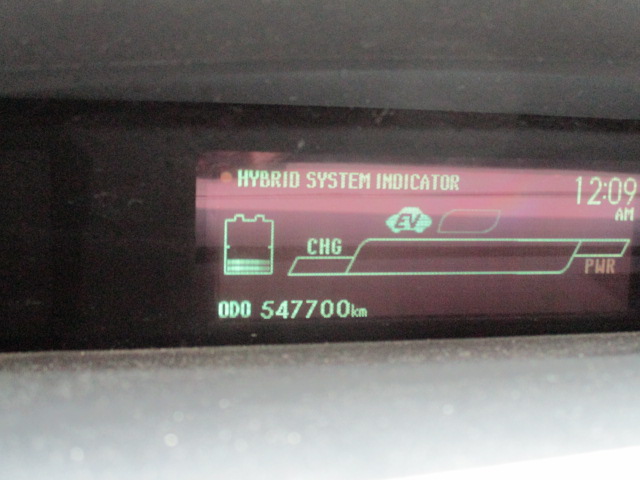 HYBRID SYSTEM INDICATOR
12:09
AM
EV
CHG
PWR
ODO 547700km